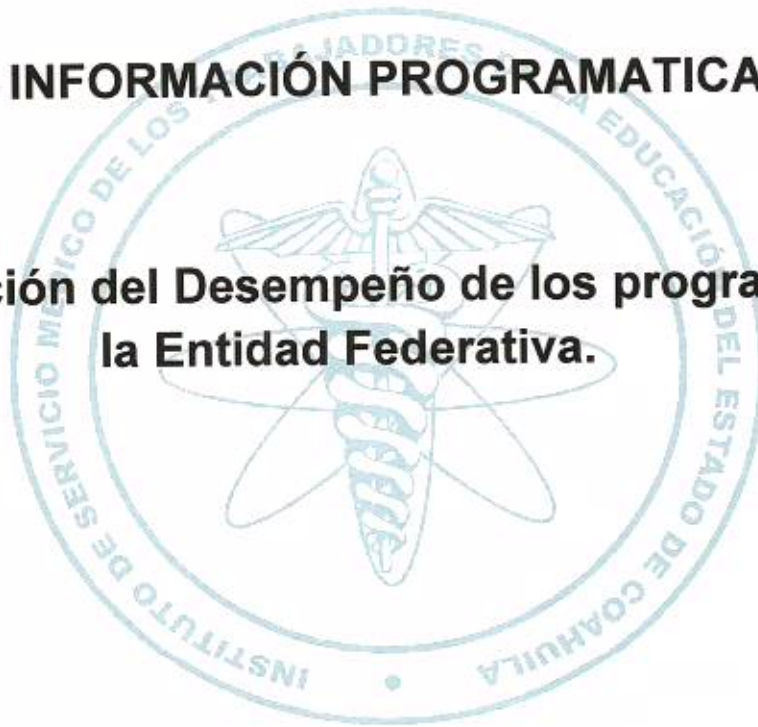 INFORMACIÓN PROGRAMATICA
ción del Desempeño de los progra
la Entidad Federativa.
INSTITUTO DE SERVICIO MEDICO DE LOS TRABAJADORES DE LA EDUCACIÓN DEL ESTADO DE COAHUILA